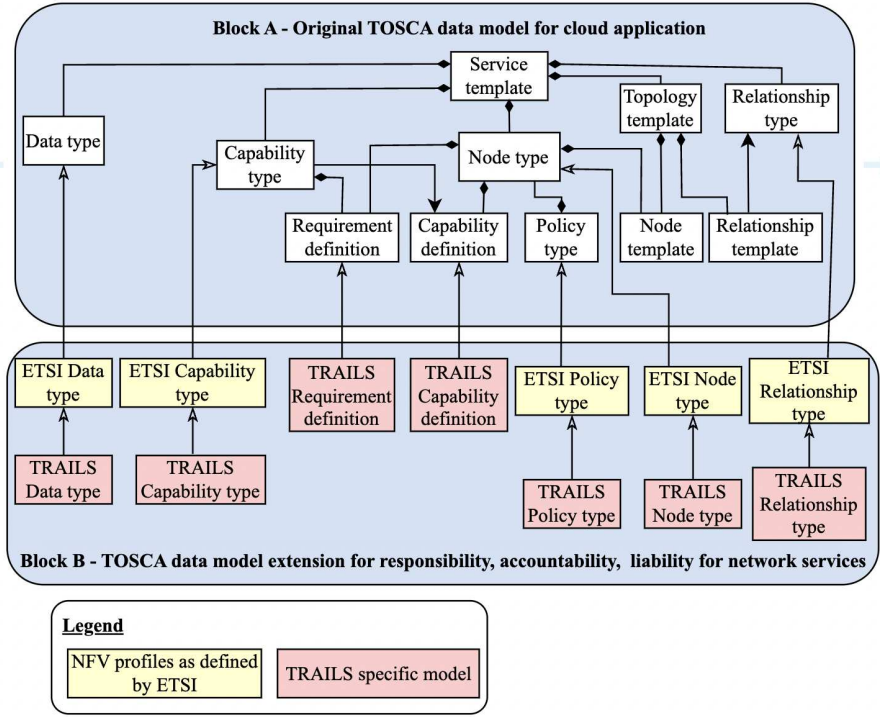 Block A - Original TOSCA data model for cloud application
Service
template
Data type
Capability
type
Node type
Topology
template
Relationship
type
Requirement
definition
Capability
definition
Policy
type
Node
template
Relationship
template
ETSI Data
type
ETSI Capability
type
TRAILS
Requirement
definition
TRAILS
Capability
definition
ETSI Policy
type
ETSI Node
type
ETSI
Relationship
type
TRAILS
Data type
TRAILS
Capability type
TRAILS
Policy type
TRAILS
Node type
TRAILS
Relationship
type
Block B - TOSCA data model extension for responsibility, accountability, liability for network services
Legend
NFV profiles as defined
by ETSI
TRAILS specific model